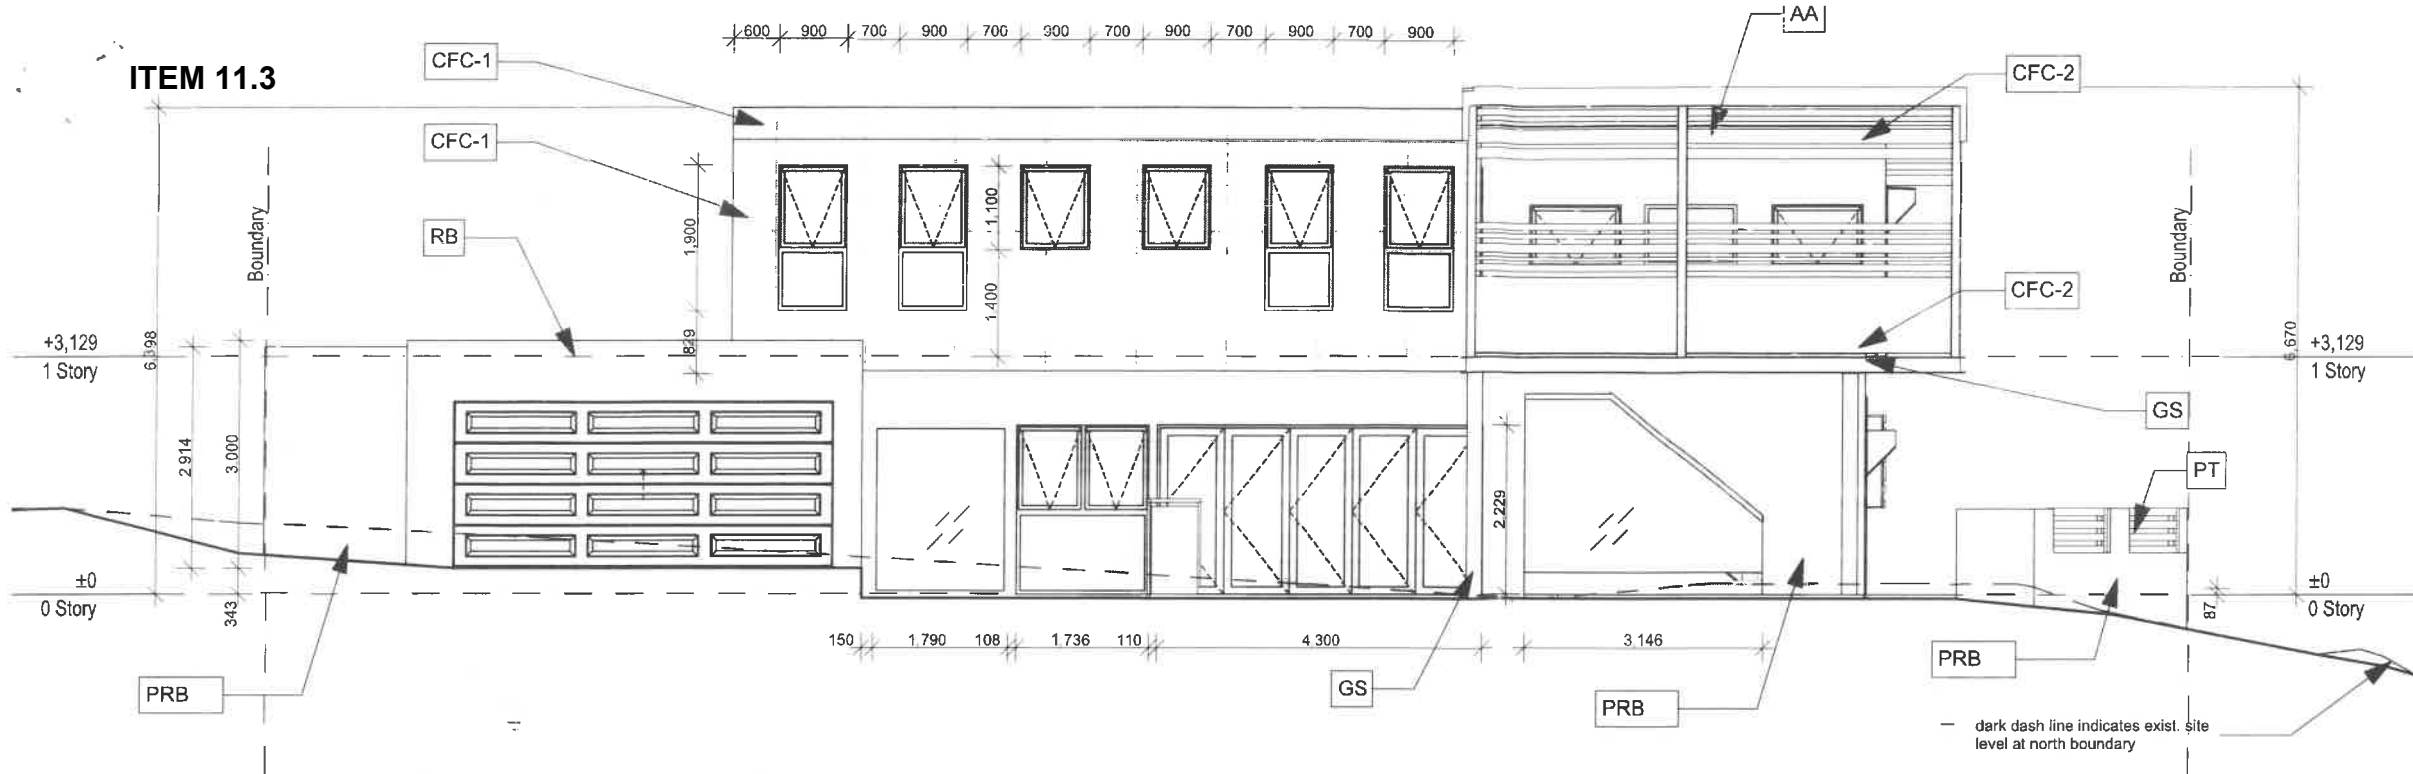 AA
600 900 700 900 700 900 700 900 700 900 700 900
CFC-1
CFC-2
ITEM 11.3
CFC-1
1,900
1,100
Boundary
RB
Boundary
CFC-2
1.400
829
+3,129
1 Story
6,398
6,670
+3,129
1 Story
GS
2.914
3.000
PT
2.229
±0
0 Story
343
±0
0 Story
87
150 1.790 108 1.736 110 4.300 3.146
PRB
GS
PRB
PRB
— dark dash line indicates exist. site
level at north boundary